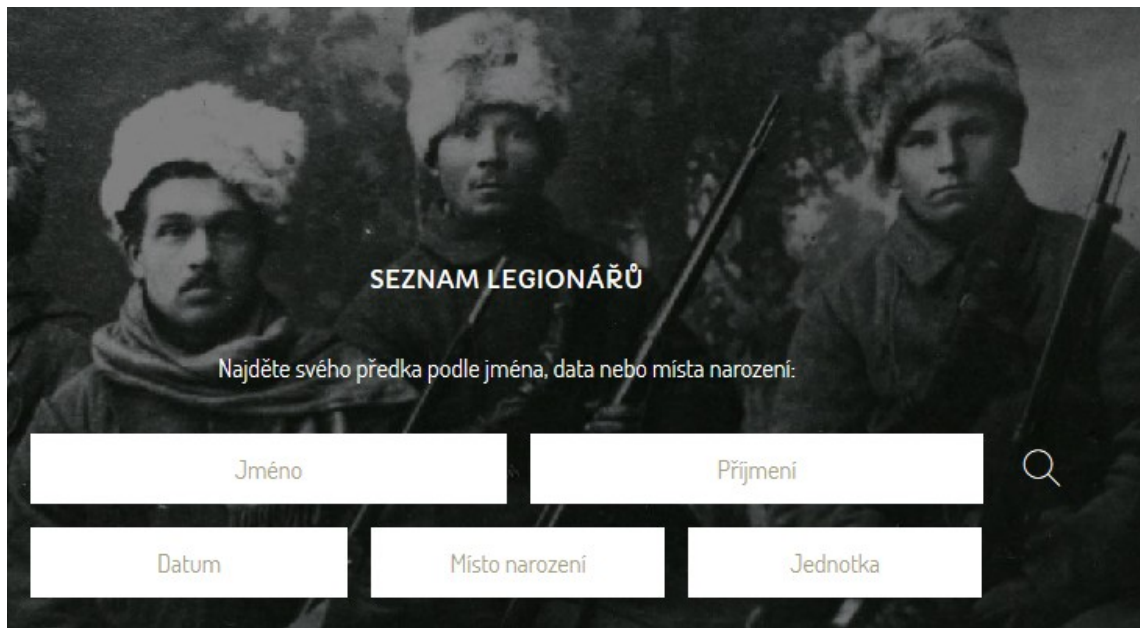 SEZNAM LEGIONÁŘŮ
Najděte svého předka podle jména, data nebo místa narození:
Jméno
Příjmení
Datum
Místo narození
Jednotka